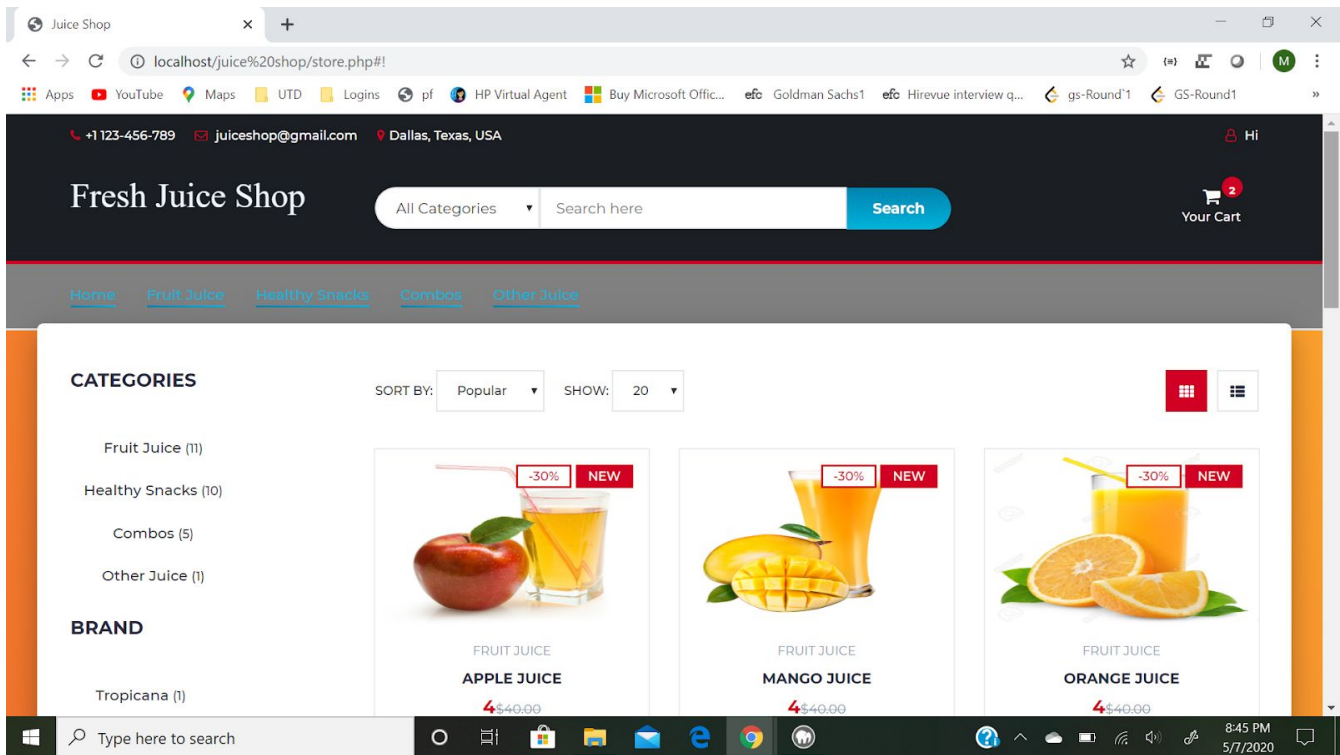 Juice Shop
localhost/juice%20shop/store.php#!
M
Apps YouTube Maps UTD Logins pf HP Virtual Agent Buy Microsoft Offic... efc Goldman Sachs1 efc Hirevue interview q... gs-Round`1 GS-Round1 »
+1 123-456-789 juiceshop@gmail.com Dallas, Texas, USA Hi
Fresh Juice Shop
All Categories Search here Search
2
Your Cart
Home Fruit Juice Healthy Snacks Combos Other Juice
CATEGORIES
SORT BY: Popular SHOW: 20
Fruit Juice (11)
Healthy Snacks (10)
Combos (5)
Other Juice (1)
BRAND
Tropicana (1)
-30% NEW
FRUIT JUICE
APPLE JUICE
4 $40.00
-30% NEW
FRUIT JUICE
MANGO JUICE
4 $40.00
-30% NEW
FRUIT JUICE
ORANGE JUICE
4 $40.00
Type here to search
8:45 PM
5/7/2020